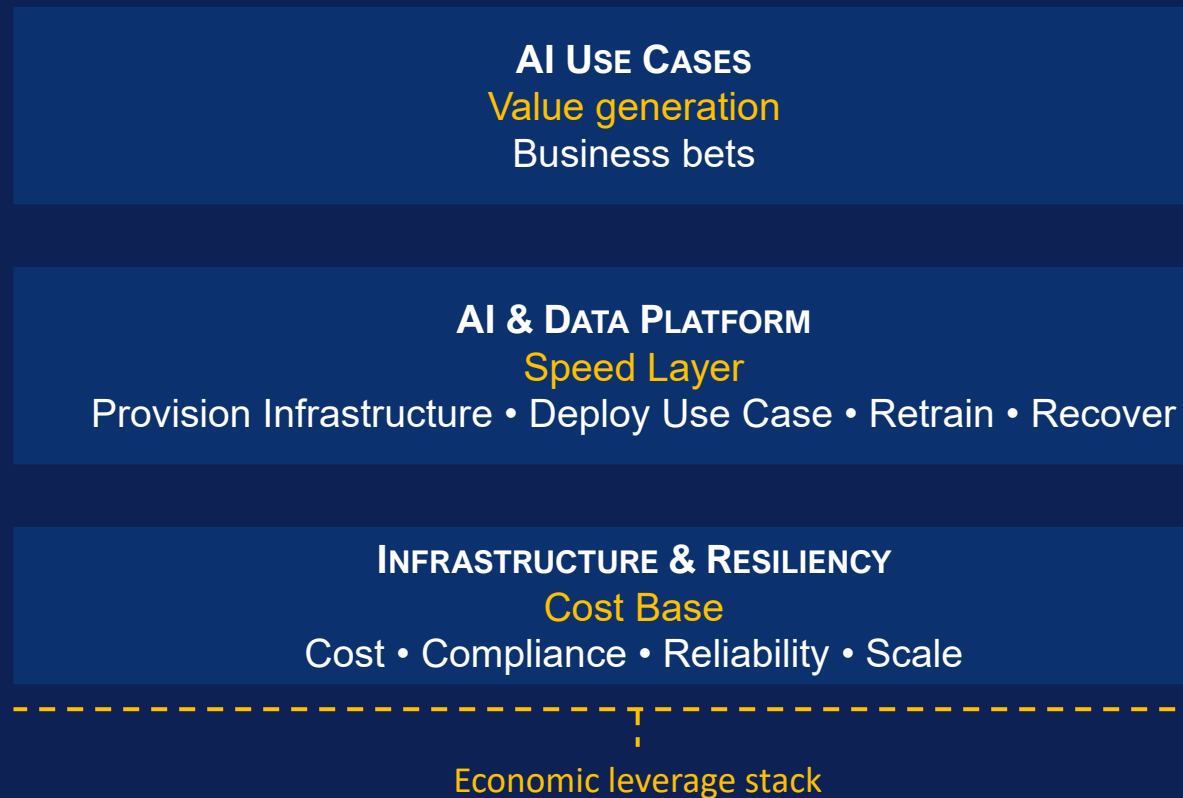 AI USE CASES
Value generation
Business bets
AI & DATA PLATFORM
Speed Layer
Provision Infrastructure • Deploy Use Case • Retrain • Recover
INFRASTRUCTURE & RESILIENCY
Cost Base
Cost • Compliance • Reliability • Scale
Economic leverage stack